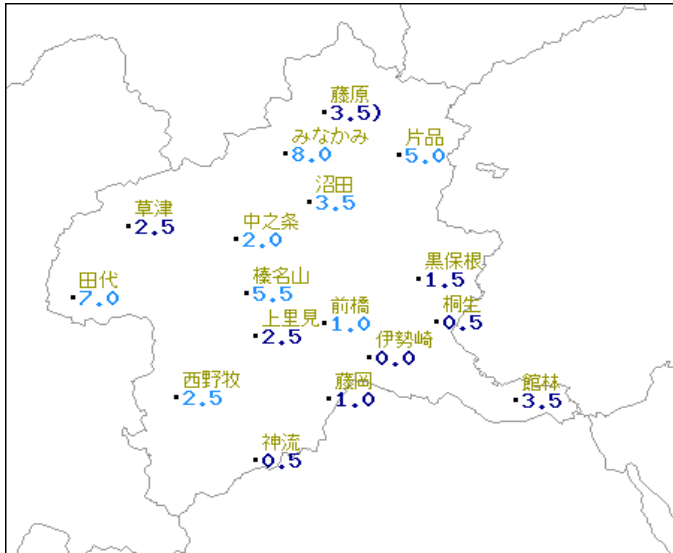 藤原
3.5)
みなかみ
8.0
片品
5.0
沼田
3.5
草津
2.5
中之条
2.0
黒保根
1.5
田代
7.0
榛名山
5.5
桐生
0.5
前橋
1.0
上里見
2.5
伊勢崎
0.0
西野牧
2.5
藤岡
1.0
館林
3.5
神流
0.5